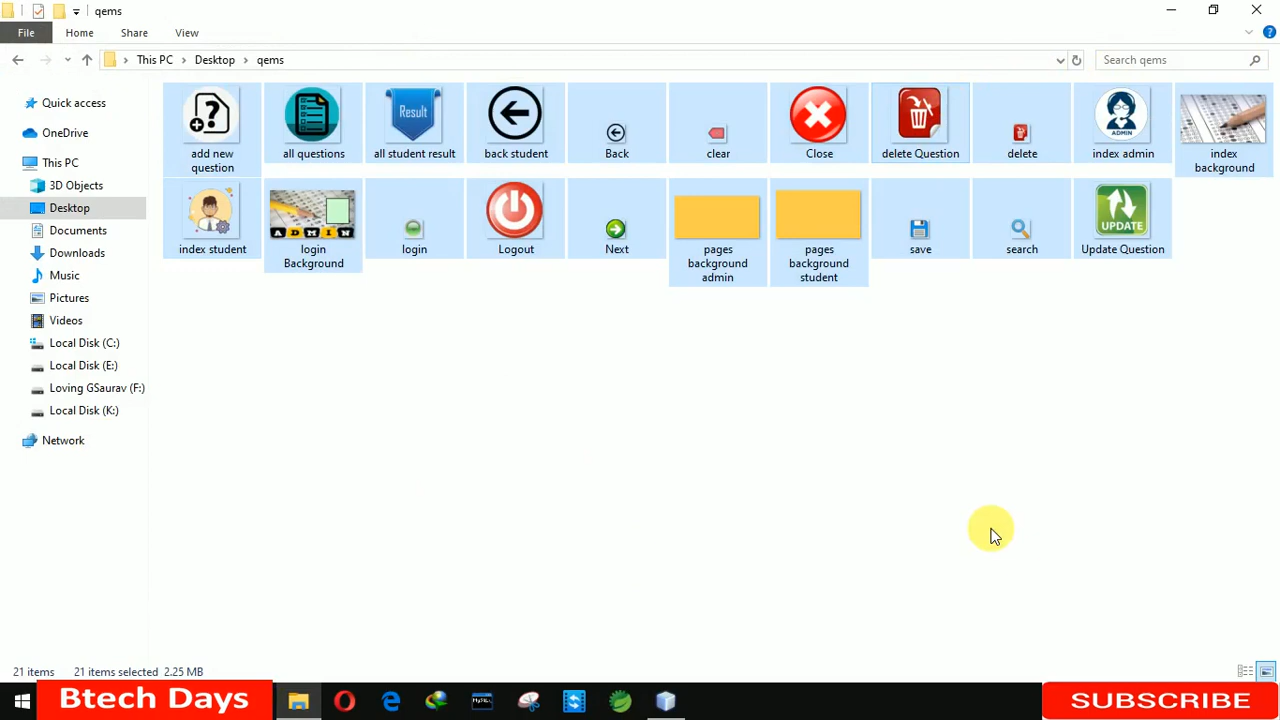 qems
File
Home
Share
View
This PC
Desktop
qems
Search qems
Quick access
OneDrive
This PC
3D Objects
Desktop
Documents
Downloads
Music
Pictures
Videos
Local Disk (C:)
Local Disk (E:)
Loving GSaurav (F:)
Local Disk (K:)
Network
Result
ADMIN
add new
question
all questions
all student result
back student
Back
clear
Close
delete Question
delete
index admin
index
background
ADMIN
UPDATE
index student
login
Background
login
Logout
Next
pages
background
admin
pages
background
student
save
search
Update Question
21 items
21 items selected
2.25 MB
Btech Days
MySQL
SUBSCRIBE